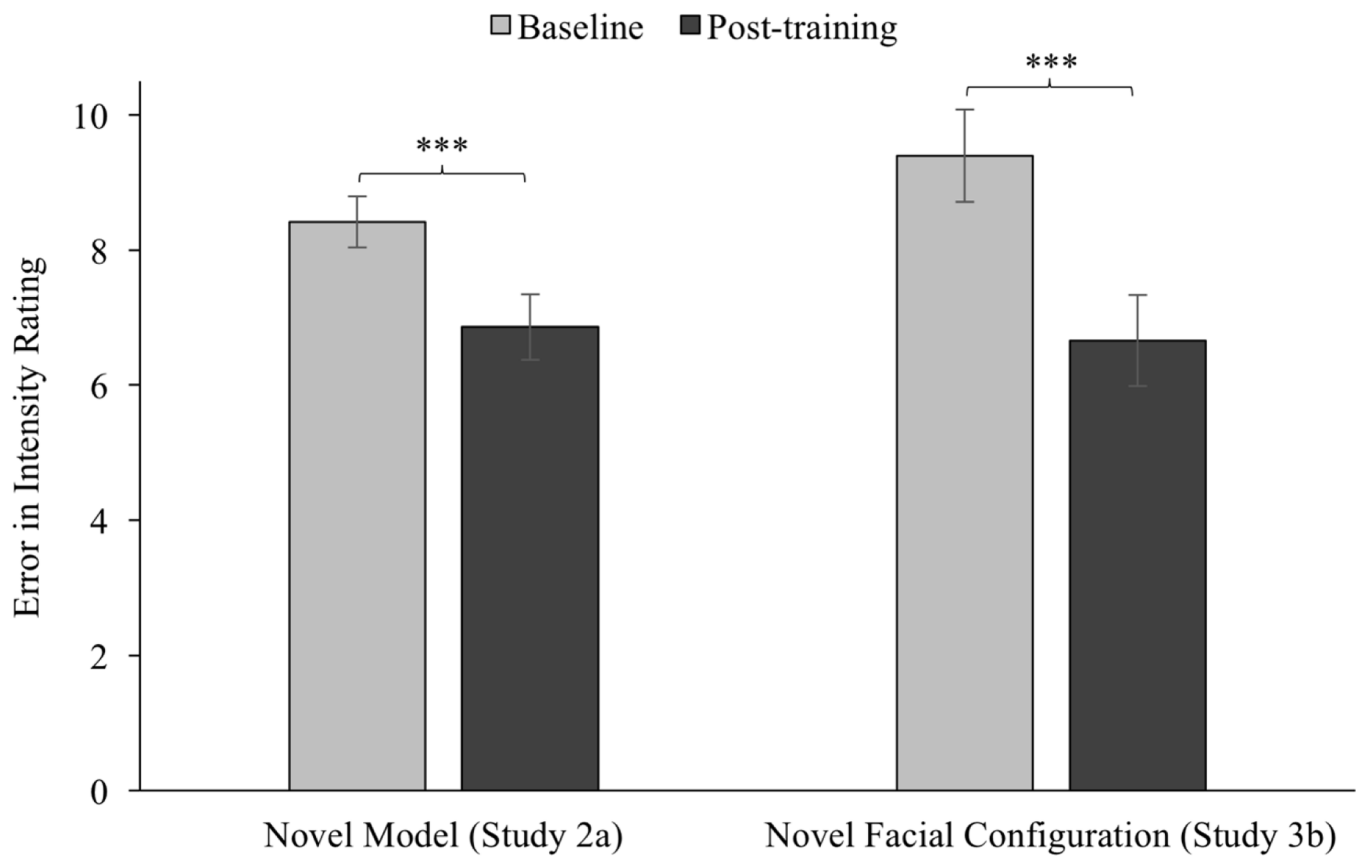 Baseline Post-training
***
***
10
8
6
4
2
0
Error in Intensity Rating
Novel Model (Study 2a)
Novel Facial Configuration (Study 3b)